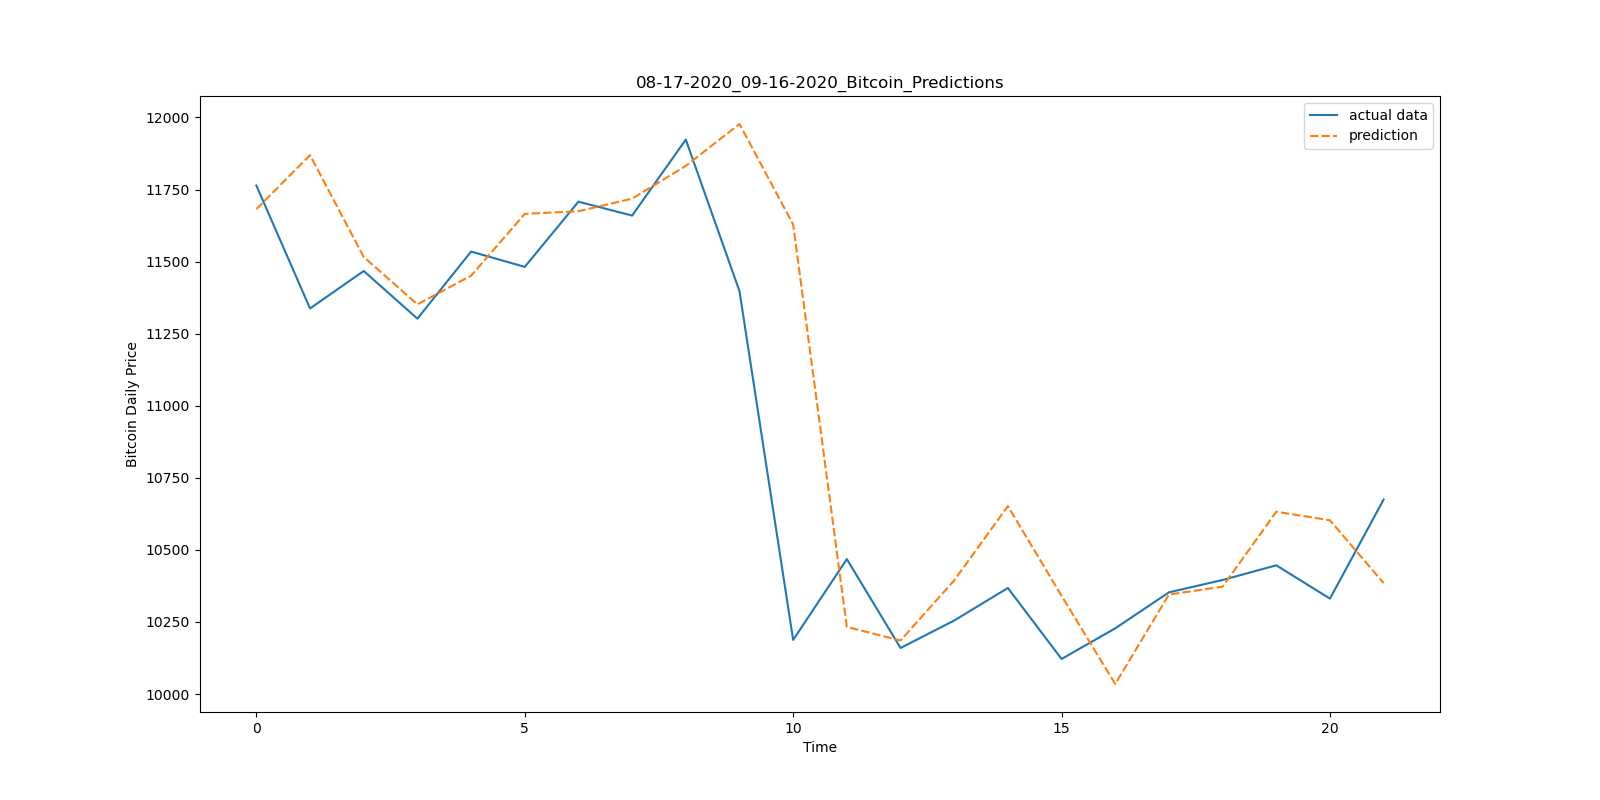 08-17-2020_09-16-2020_Bitcoin_Predictions
actual data
prediction
12000
11750
11500
11250
11000
10750
10500
10250
10000
Bitcoin Daily Price
0 5 10 15 20
Time